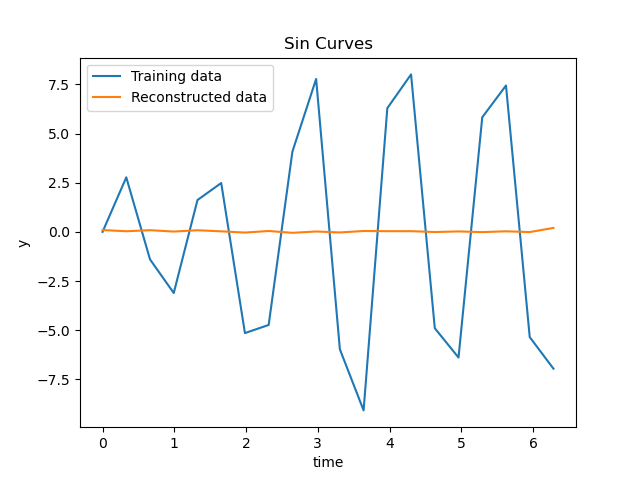 Sin Curves
Training data
Reconstructed data
7.5
5.0
2.5
0.0
−2.5
−5.0
−7.5
y
0 1 2 3 4 5 6
time